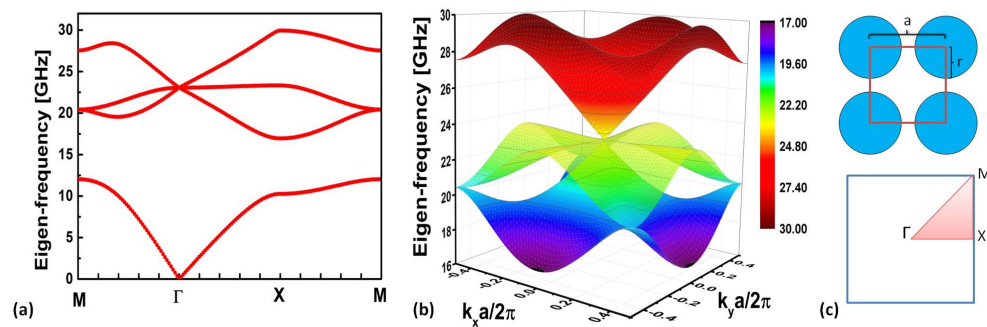 30
25
20
15
10
5
0
Eigen-frequency [GHz]
M Γ X M
(a)
30
28
26
24
22
20
18
16
Eigen-frequency [GHz]
-0.4 -0.2 0.0 0.2 0.4
kₓa/2π
-0.4 -0.2 0.0 0.2 0.4
k_y a/2π
(b)
17.00
19.60
22.20
24.80
27.40
30.00
a
r
M
Γ X
(c)